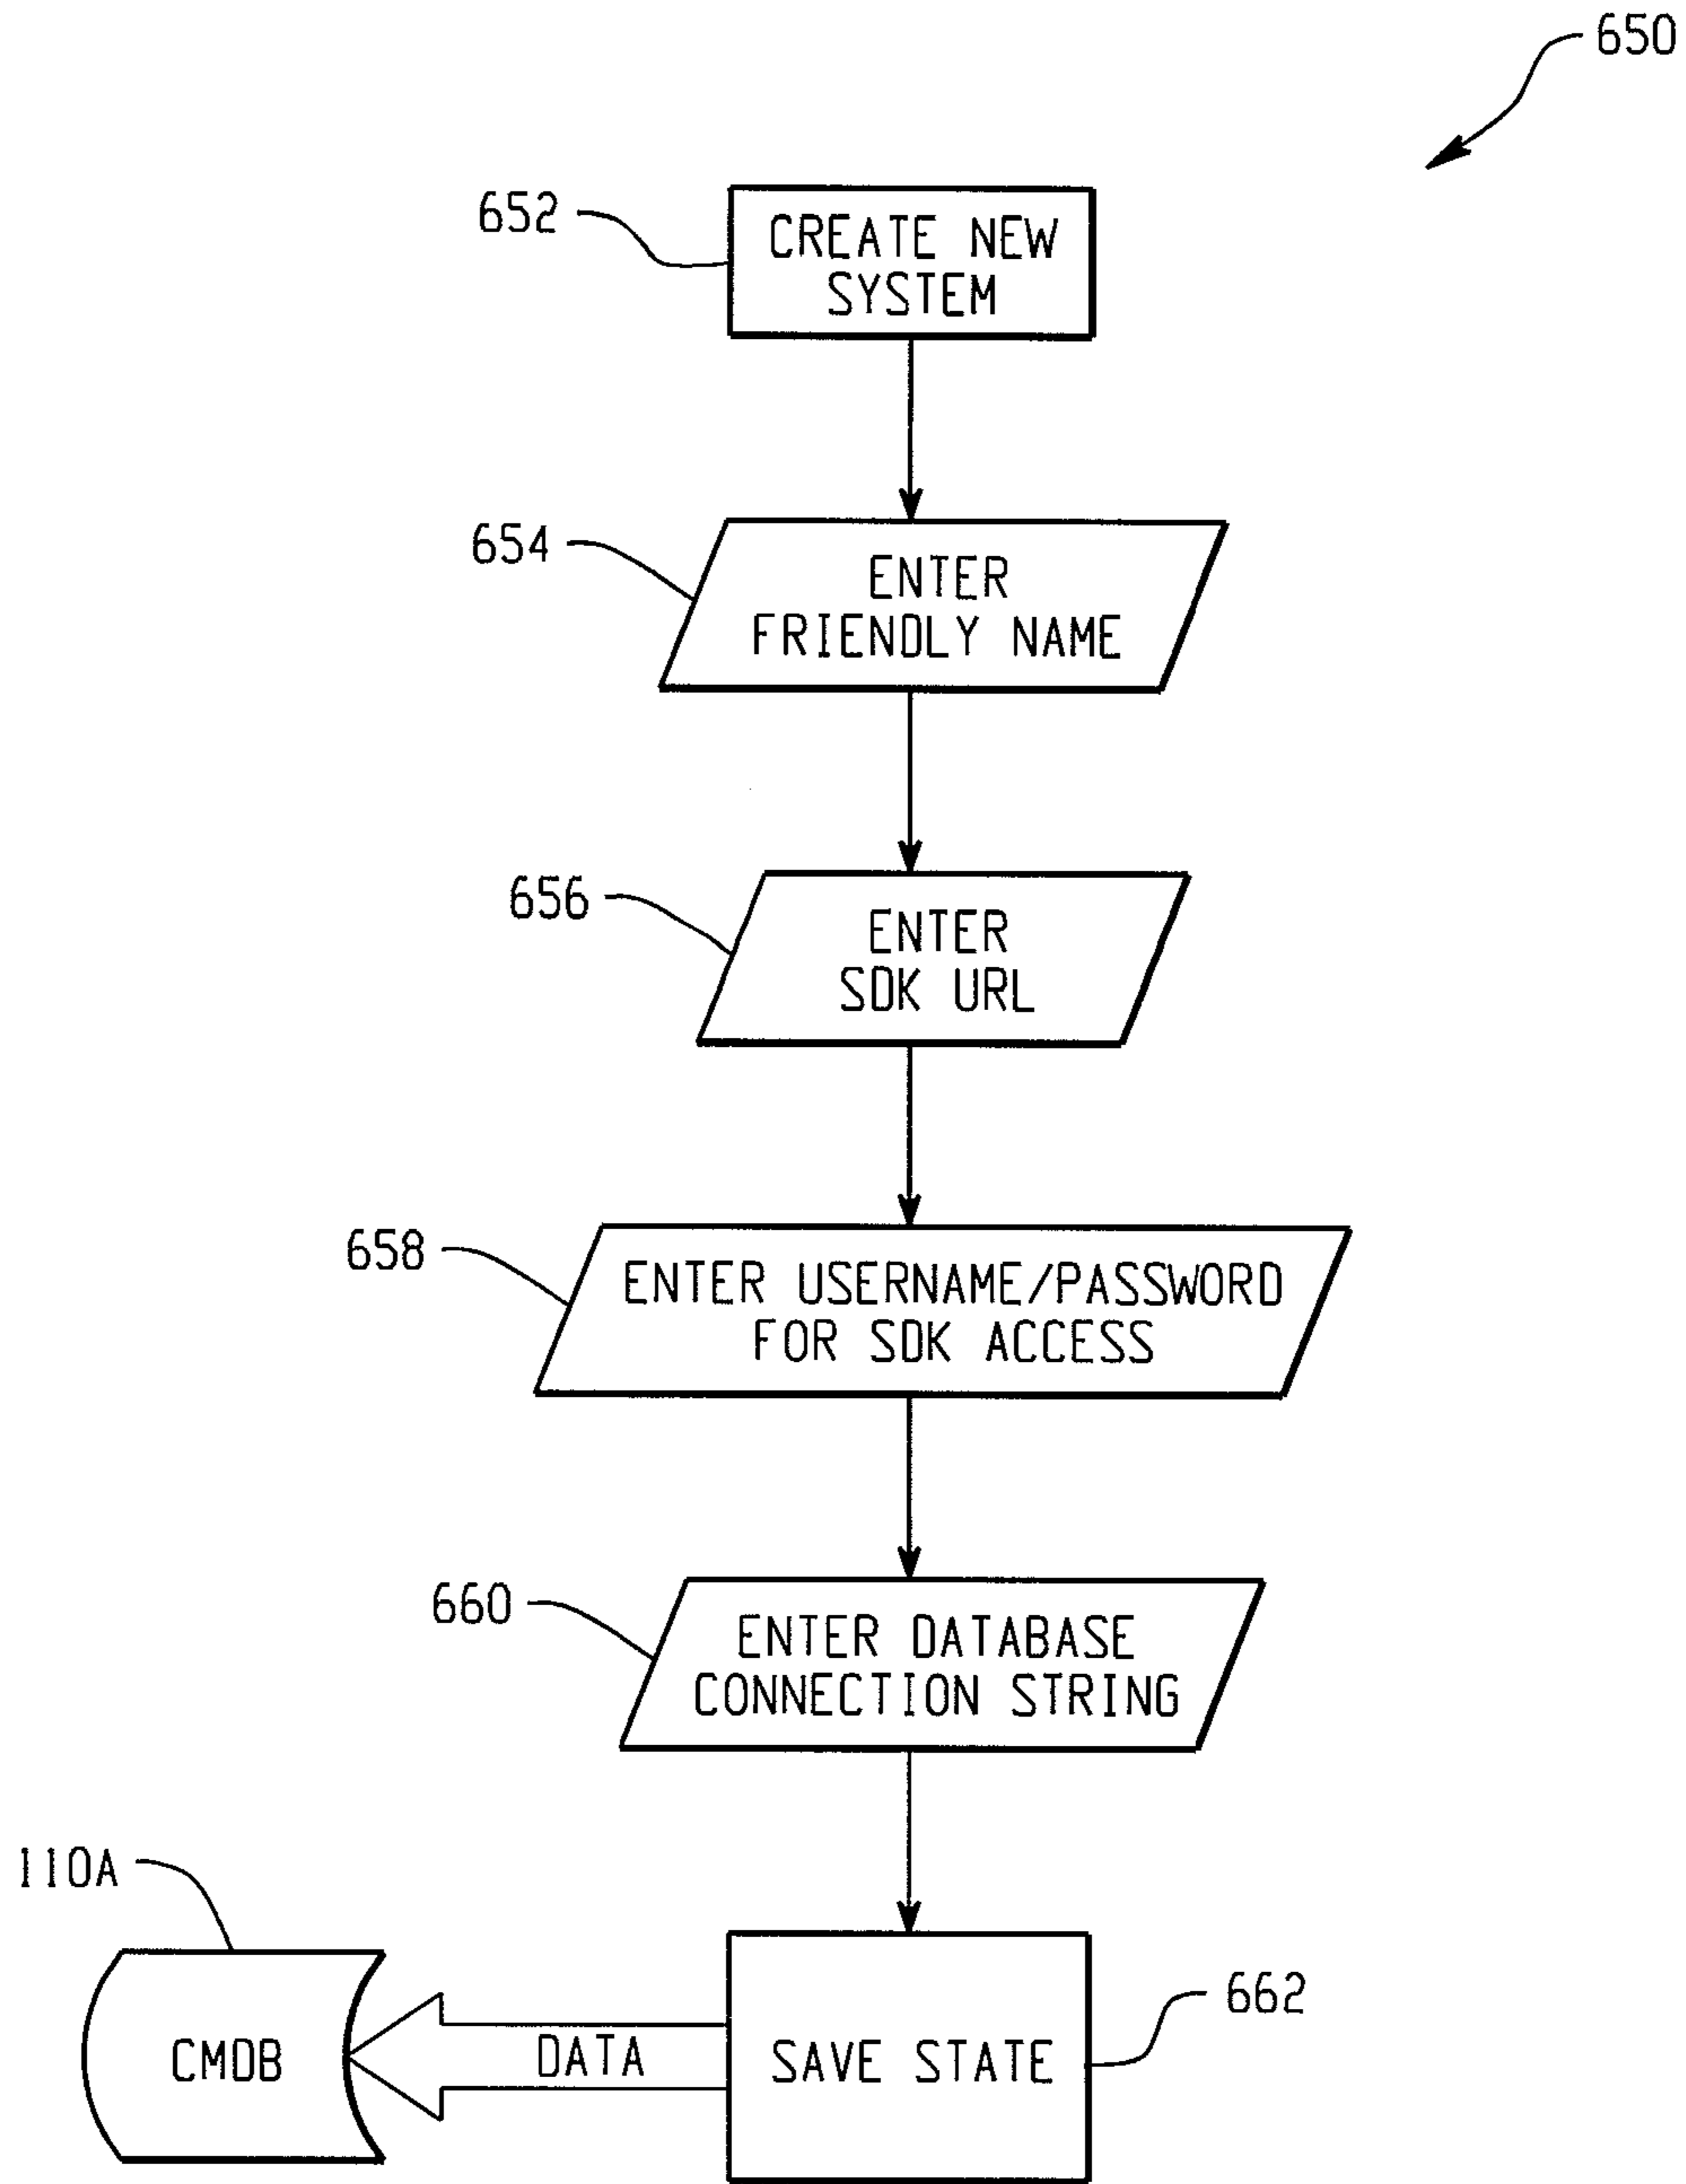 650
652
CREATE NEW
SYSTEM
654
ENTER
FRIENDLY NAME
656
ENTER
SDK URL
658
ENTER USERNAME/PASSWORD
FOR SDK ACCESS
660
ENTER DATABASE
CONNECTION STRING
110A
CMDB
DATA
SAVE STATE
662